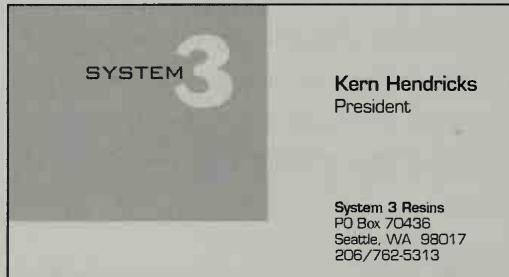 SYSTEM 3
Kern Hendricks
President
System 3 Resins
PO Box 70436
Seattle, WA 98017
206/762-5313